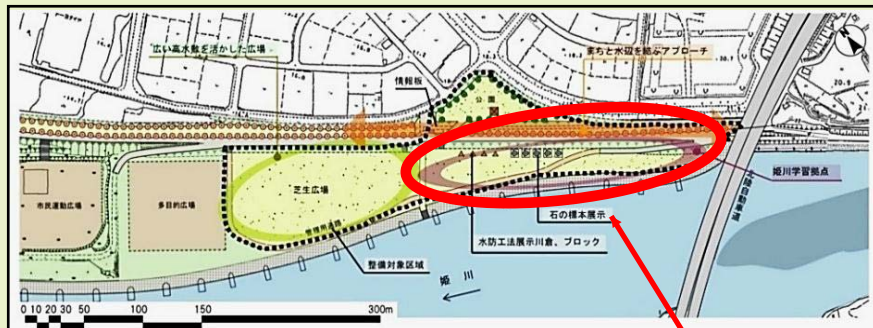 広い高水敷を活かした広場
まちと水辺を結ぶアプローチ
情報板
公園
姫川学習拠点
北陸自動車道
芝生広場
市民運動広場
多目的広場
石の標本展示
水防工法展示川倉、ブロック
整備対象区域
姫川
0 10 20 30 50 100 150 300m